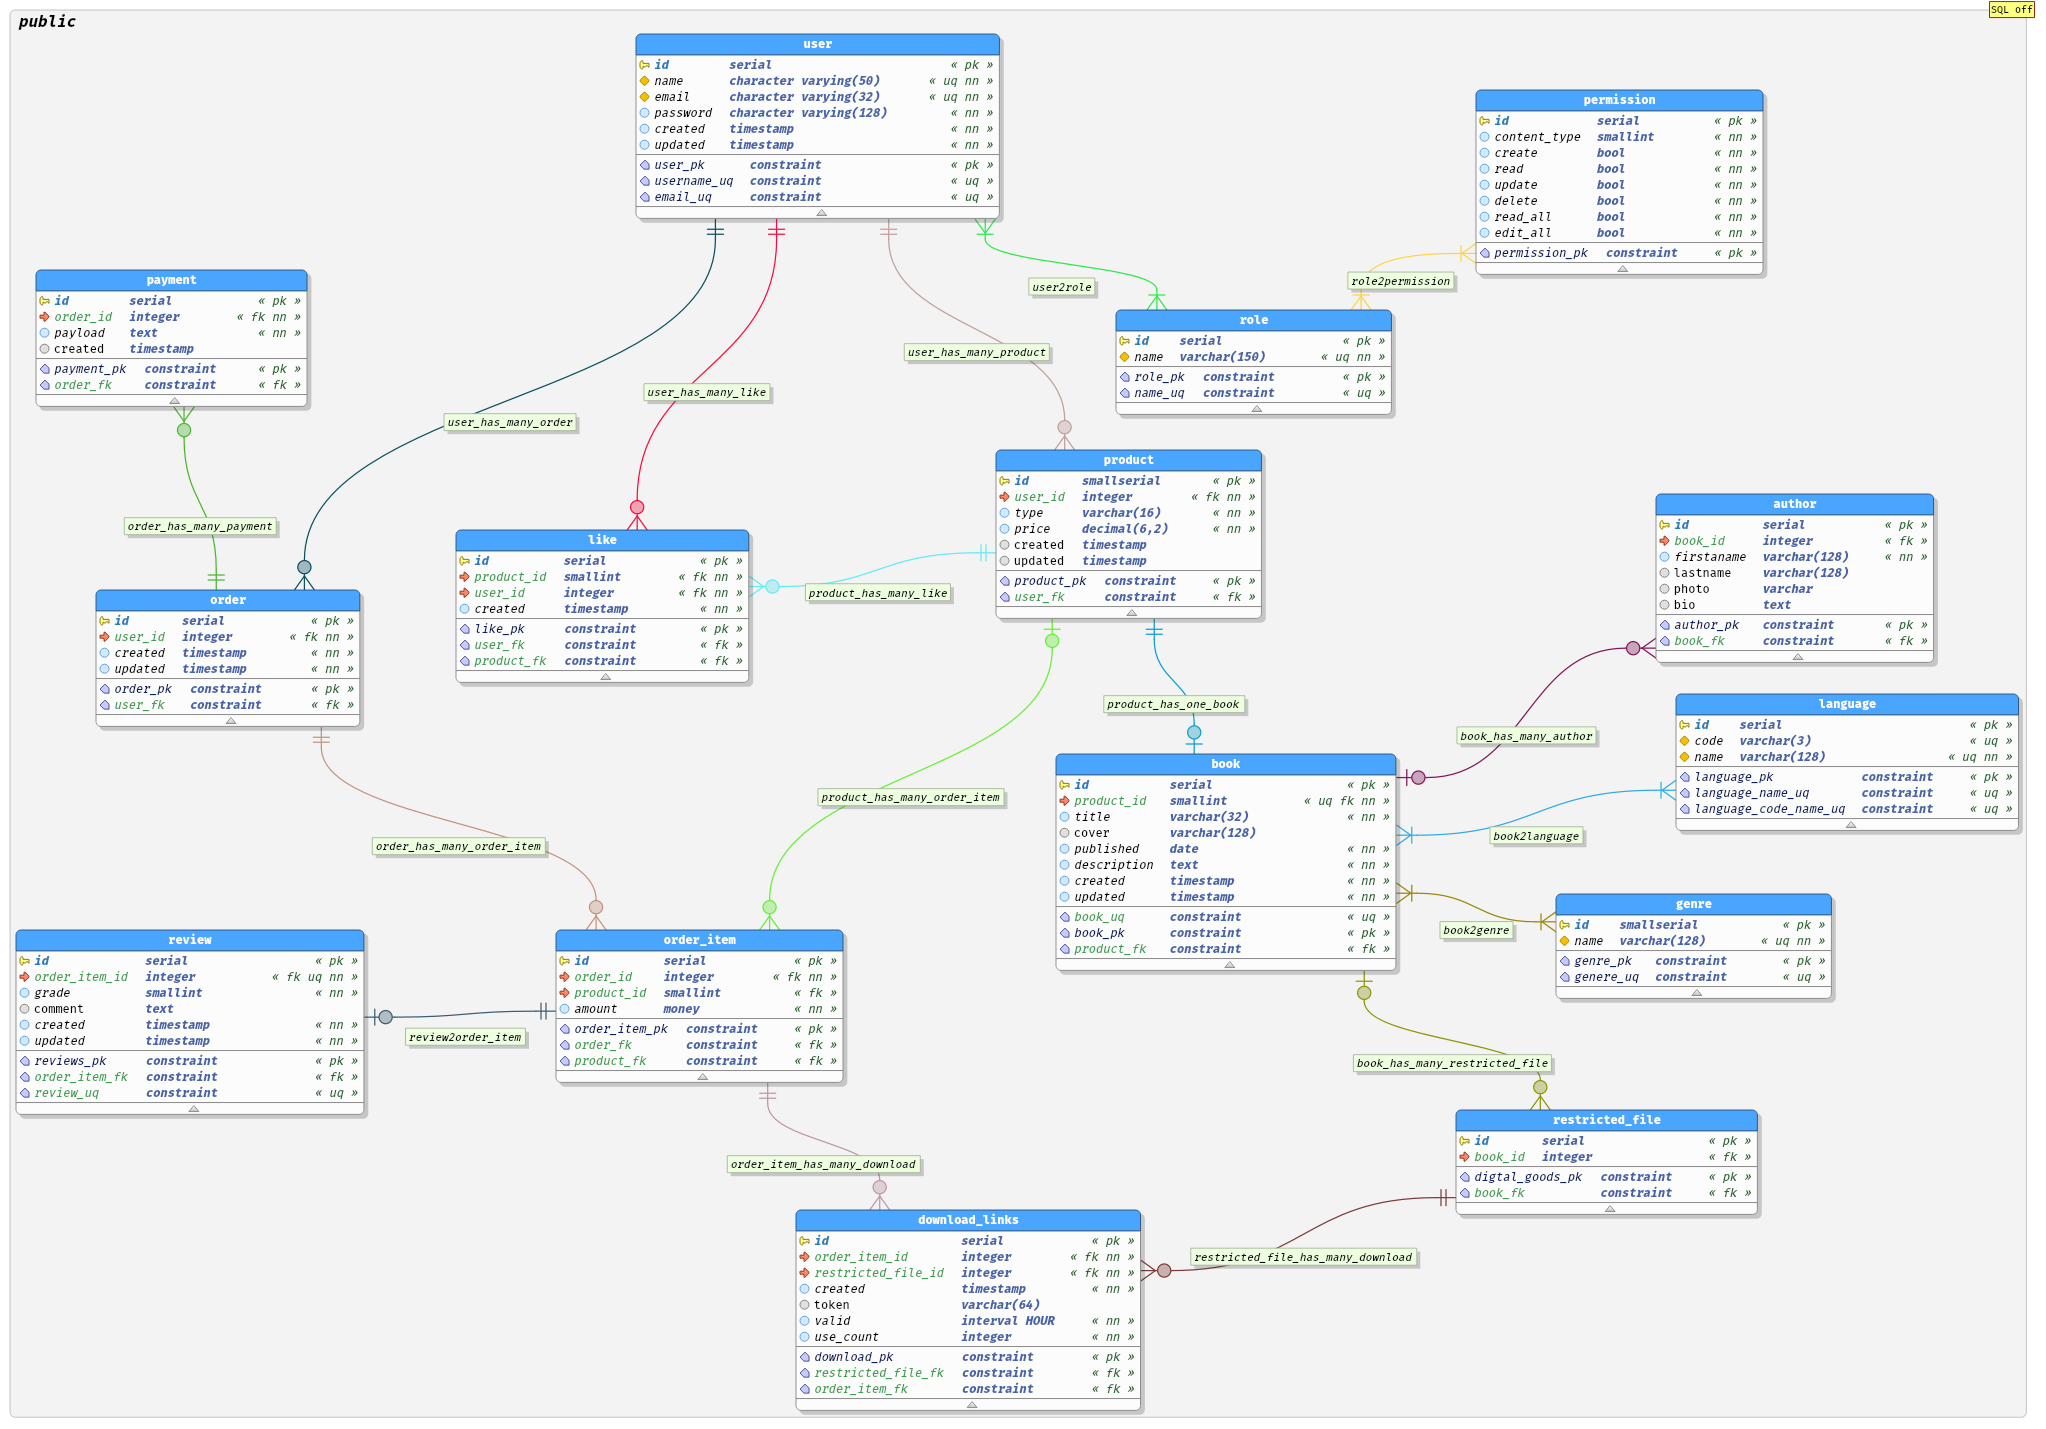 public
SQL off
user
id serial « pk »
name character varying(50) « uq nn »
email character varying(32) « uq nn »
password character varying(128) « nn »
created timestamp « nn »
updated timestamp « nn »
user_pk constraint « pk »
username_uq constraint « uq »
email_uq constraint « uq »
permission
id serial « pk »
content_type smallint « nn »
create bool « nn »
read bool « nn »
update bool « nn »
delete bool « nn »
read_all bool « nn »
edit_all bool « nn »
permission_pk constraint « pk »
payment
id serial « pk »
order_id integer « fk nn »
payload text « nn »
created timestamp
payment_pk constraint « pk »
order_fk constraint « fk »
user2role
role2permission
role
id serial « pk »
name varchar(150) « uq nn »
role_pk constraint « pk »
name_uq constraint « uq »
user_has_many_product
user_has_many_like
user_has_many_order
order_has_many_payment
product
id smallserial « pk »
user_id integer « fk nn »
type varchar(16) « nn »
price decimal(6,2) « nn »
created timestamp
updated timestamp
product_pk constraint « pk »
user_fk constraint « fk »
author
id serial « pk »
book_id integer « fk »
firstaname varchar(128) « nn »
lastname varchar(128)
photo varchar
bio text
author_pk constraint « pk »
book_fk constraint « fk »
like
id serial « pk »
product_id smallint « fk nn »
user_id integer « fk nn »
created timestamp « nn »
like_pk constraint « pk »
user_fk constraint « fk »
product_fk constraint « fk »
product_has_many_like
order
id serial « pk »
user_id integer « fk nn »
created timestamp « nn »
updated timestamp « nn »
order_pk constraint « pk »
user_fk constraint « fk »
product_has_one_book
book_has_many_author
language
id serial « pk »
code varchar(3) « uq »
name varchar(128) « uq nn »
language_pk constraint « pk »
language_name_uq constraint « uq »
language_code_name_uq constraint « uq »
book
id serial « pk »
product_id smallint « uq fk nn »
title varchar(32) « nn »
cover varchar(128)
published date « nn »
description text « nn »
created timestamp « nn »
updated timestamp « nn »
book_uq constraint « uq »
book_pk constraint « pk »
product_fk constraint « fk »
product_has_many_order_item
order_has_many_order_item
book2language
book2genre
genre
id smallserial « pk »
name varchar(128) « uq nn »
genre_pk constraint « pk »
genere_uq constraint « uq »
review
id serial « pk »
order_item_id integer « fk uq nn »
grade smallint « nn »
comment text
created timestamp « nn »
updated timestamp « nn »
reviews_pk constraint « pk »
order_item_fk constraint « fk »
review_uq constraint « uq »
review2order_item
order_item
id serial « pk »
order_id integer « fk nn »
product_id smallint « fk »
amount money « nn »
order_item_pk constraint « pk »
order_fk constraint « fk »
product_fk constraint « fk »
book_has_many_restricted_file
restricted_file
id serial « pk »
book_id integer « fk »
digtal_goods_pk constraint « pk »
book_fk constraint « fk »
order_item_has_many_download
restricted_file_has_many_download
download_links
id serial « pk »
order_item_id integer « fk nn »
restricted_file_id integer « fk nn »
created timestamp « nn »
token varchar(64)
valid interval HOUR « nn »
use_count integer « nn »
download_pk constraint « pk »
restricted_file_fk constraint « fk »
order_item_fk constraint « fk »